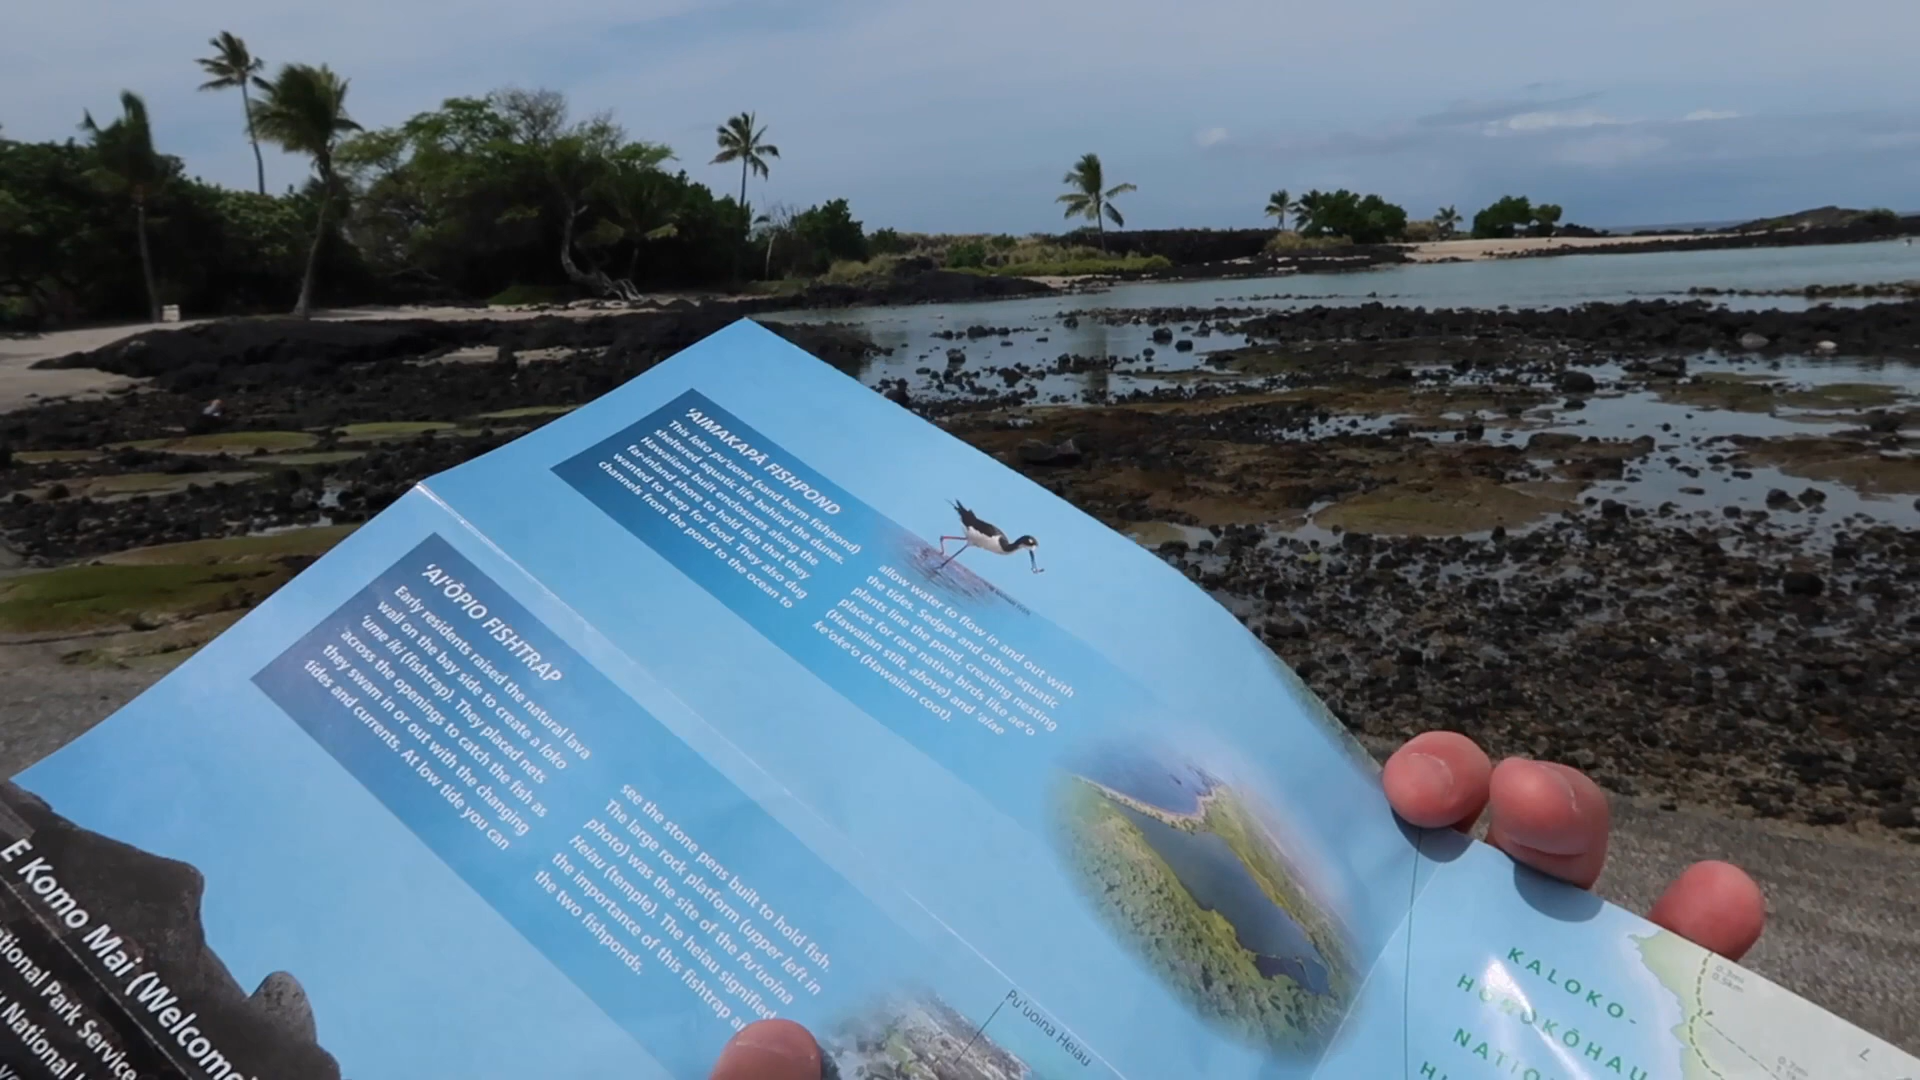 'AIMAKAPĀ FISHPOND
This loko pu'uone (sand berm fishpond)
sheltered aquatic life behind the dunes.
Hawaiians built enclosures along the
far-inland shore to hold fish that they
wanted to keep for food. They also dug
channels from the pond to the ocean to
allow water to flow in and out with
the tides. Sedges and other aquatic
plants line the pond, creating nesting
places for rare native birds like ae'o
(Hawaiian stilt, above) and 'alae
ke'oke'o (Hawaiian coot).
'AI'ŌPIO FISHTRAP
Early residents raised the natural lava
wall on the bay side to create a loko
'ume iki (fishtrap). They placed nets
across the openings to catch the fish as
they swam in or out with the changing
tides and currents. At low tide you can
see the stone pens built to hold fish.
The large rock platform (upper left in
photo) was the site of the Pu'uoina
Heiau (temple). The heiau signified
the importance of this fishtrap an
the two fishponds.
Pu'uoina Heiau
E Komo Mai (Welcome
ational Park Service
National
KALOKO-
HONOKŌHAU
NATIO
0.3mi
0.5km